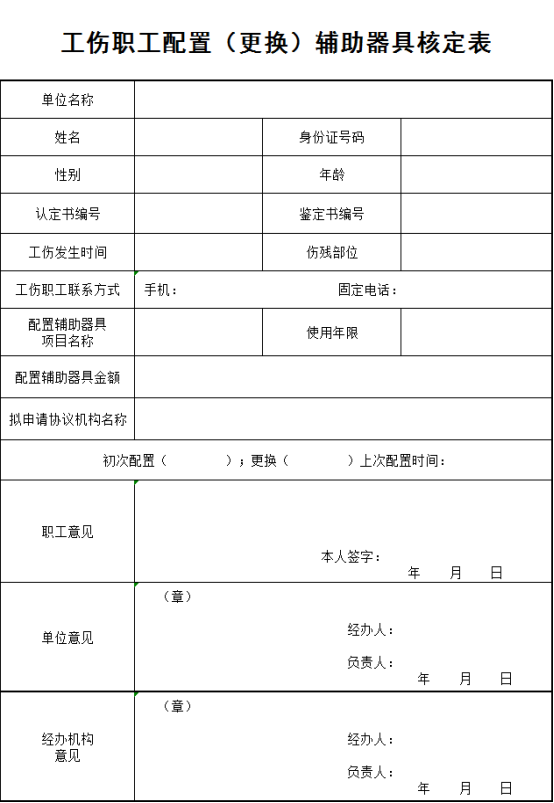 工伤职工配置（更换）辅助器具核定表
单位名称
姓名 身份证号码
性别 年龄
认定书编号 鉴定书编号
工伤发生时间 伤残部位
工伤职工联系方式 手机： 固定电话：
配置辅助器具
项目名称 使用年限
配置辅助器具金额
拟申请协议机构名称
初次配置（ ）；更换（ ）上次配置时间：
职工意见
本人签字：
年 月 日
（章）
单位意见 经办人：
负责人：
年 月 日
（章）
经办机构
意见 经办人：
负责人：
年 月 日